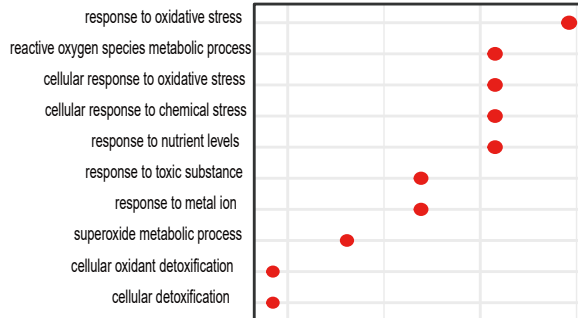 response to oxidative stress
reactive oxygen species metabolic process
cellular response to oxidative stress
cellular response to chemical stress
response to nutrient levels
response to toxic substance
response to metal ion
superoxide metabolic process
cellular oxidant detoxification
cellular detoxification